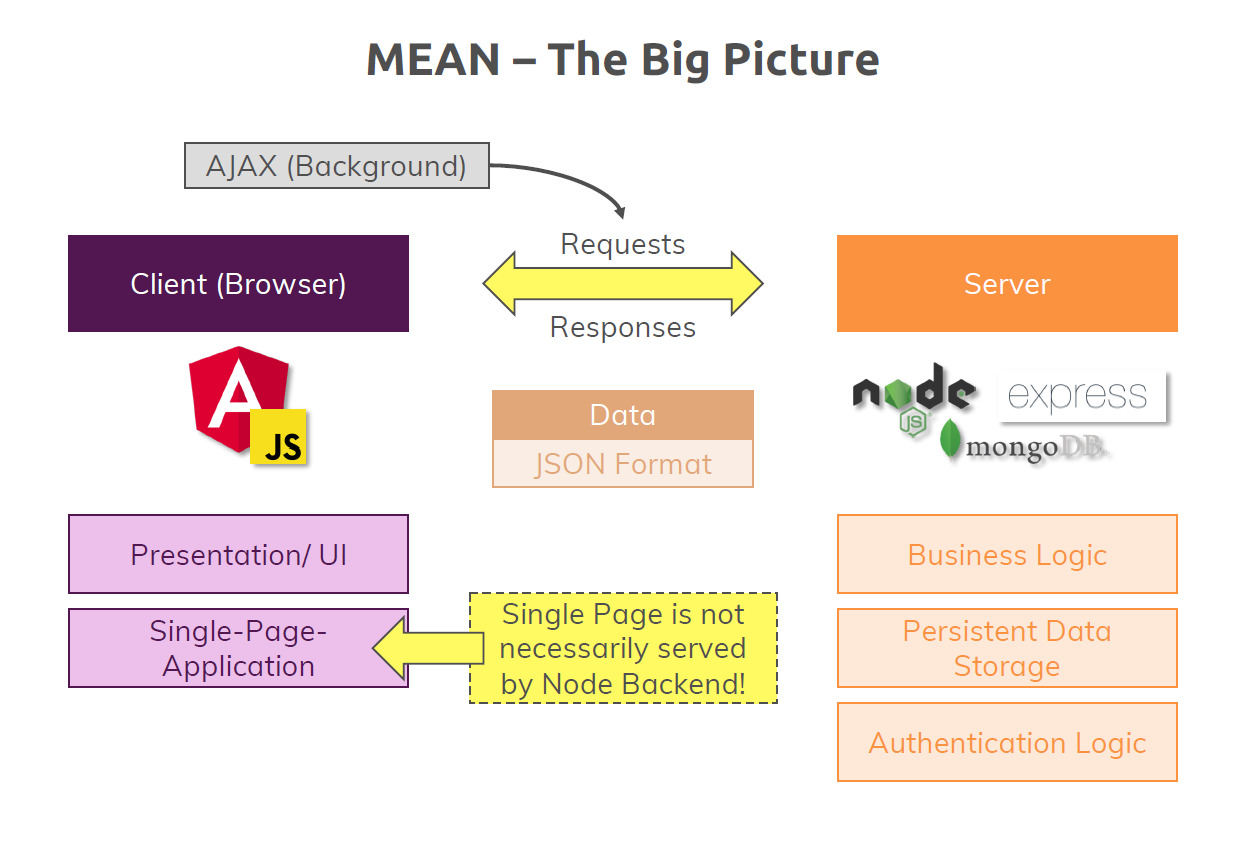 MEAN – The Big Picture
AJAX (Background)
Requests
Client (Browser)
Server
Responses
JS
node
JS
express
mongoDB
Data
JSON Format
Presentation/ UI
Business Logic
Single-Page-
Application
Single Page is not
necessarily served
by Node Backend!
Persistent Data
Storage
Authentication Logic